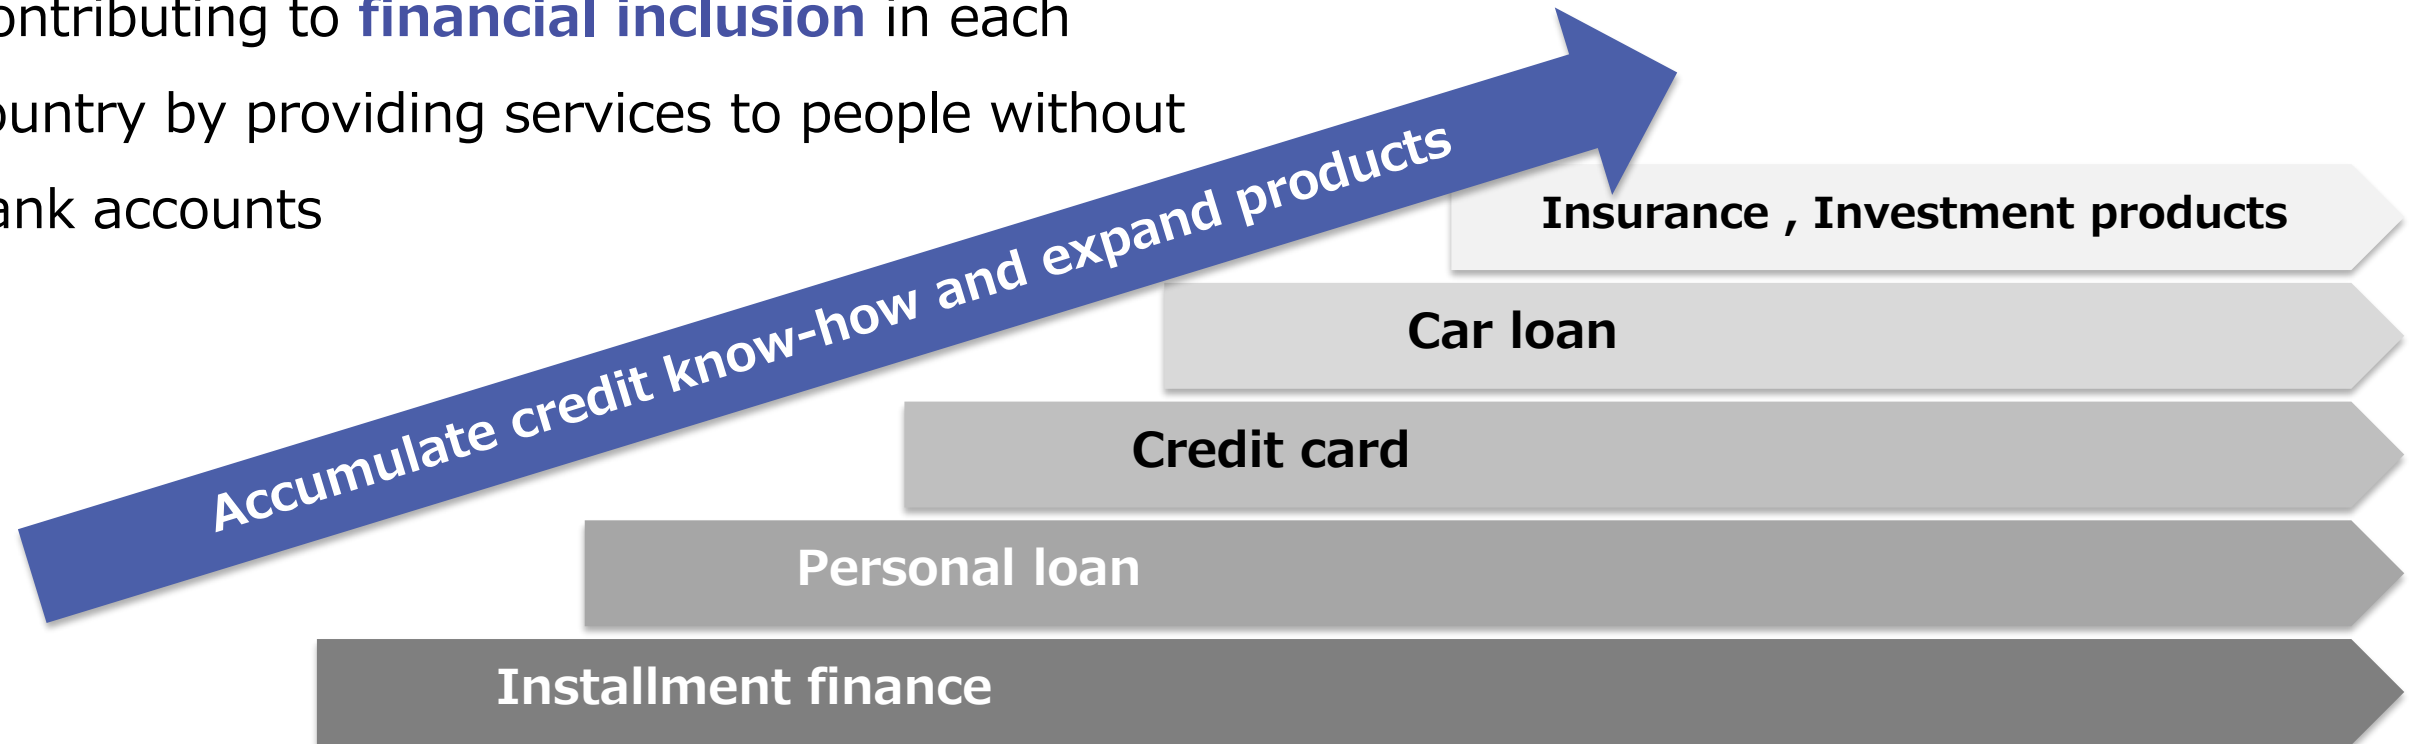 ontributing to financial inclusion in each
ountry by providing services to people without
ank accounts
Accumulate credit know-how and expand products
Insurance , Investment products
Car loan
Credit card
Personal loan
Installment finance